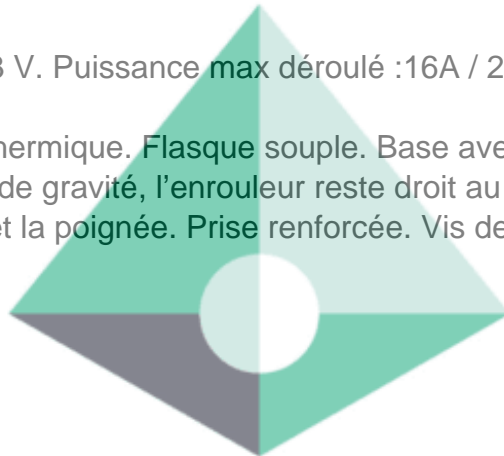 V. Puissance max déroulé :16A / 2
hermique. Flasque souple. Base ave
de gravité, l'enrouleur reste droit au
et la poignée. Prise renforcée. Vis de